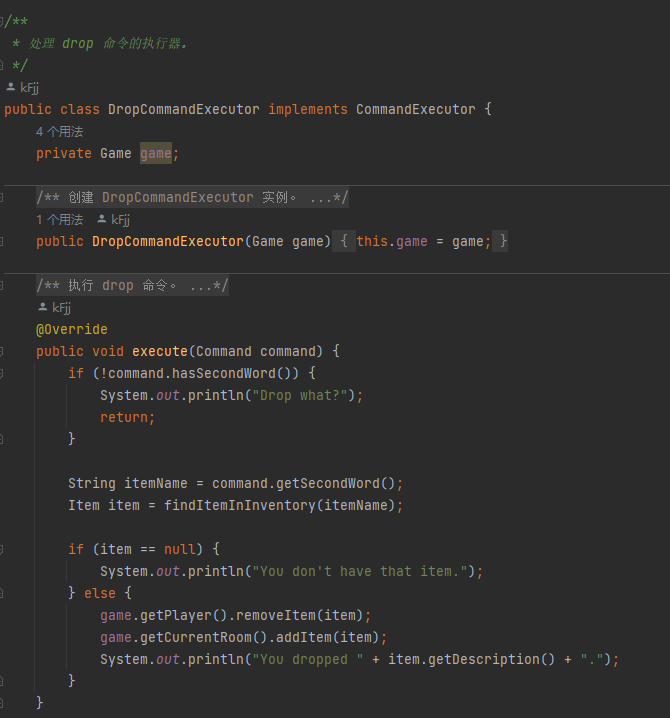 /**
 * 处理 drop 命令的执行器.
 */
kFjj
public class DropCommandExecutor implements CommandExecutor {
4 个用法
private Game game;
/** 创建 DropCommandExecutor 实例。 ...*/
1 个用法 kFjj
public DropCommandExecutor(Game game) { this.game = game; }
/** 执行 drop 命令。 ...*/
kFjj
@Override
public void execute(Command command) {
if (!command.hasSecondWord()) {
System.out.println("Drop what?");
return;
}
String itemName = command.getSecondWord();
Item item = findItemInInventory(itemName);
if (item == null) {
System.out.println("You don't have that item.");
} else {
game.getPlayer().removeItem(item);
game.getCurrentRoom().addItem(item);
System.out.println("You dropped " + item.getDescription() + ".");
}
}